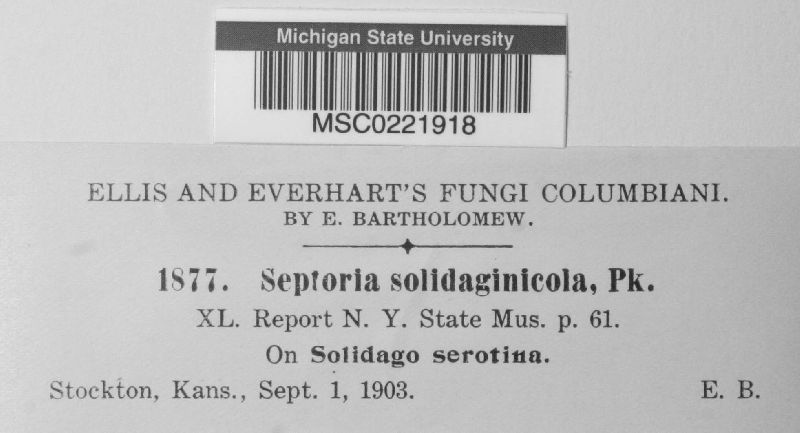 Michigan State University
MSC0221918
ELLIS AND EVERHART'S FUNGI COLUMBIANI.
BY E. BARTHOLOMEW.
1877. Septoria solidaginicola, Pk.
XL. Report N. Y. State Mus. p. 61.
On Solidago serotina.
Stockton, Kans., Sept. 1, 1903. E. B.